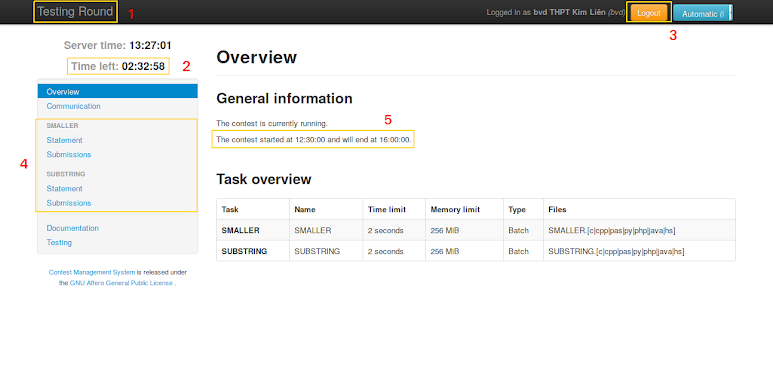 Testing Round
1
Logged in as bvd THPT Kim Liên (bvd)
Logout
Automatic (
3
Server time: 13:27:01
Time left: 02:32:58
2
Overview
Communication
SMALLER
Statement
Submissions
4
SUBSTRING
Statement
Submissions
Documentation
Testing
Contest Management System is released under
the GNU Affero General Public License .
Overview
General information
The contest is currently running.
5
The contest started at 12:30:00 and will end at 16:00:00.
Task overview
Task Name Time limit Memory limit Type Files
SMALLER SMALLER 2 seconds 256 MiB Batch SMALLER.[c|cpp|pas|py|php|java|hs]
SUBSTRING SUBSTRING 2 seconds 256 MiB Batch SUBSTRING.[c|cpp|pas|py|php|java|hs]